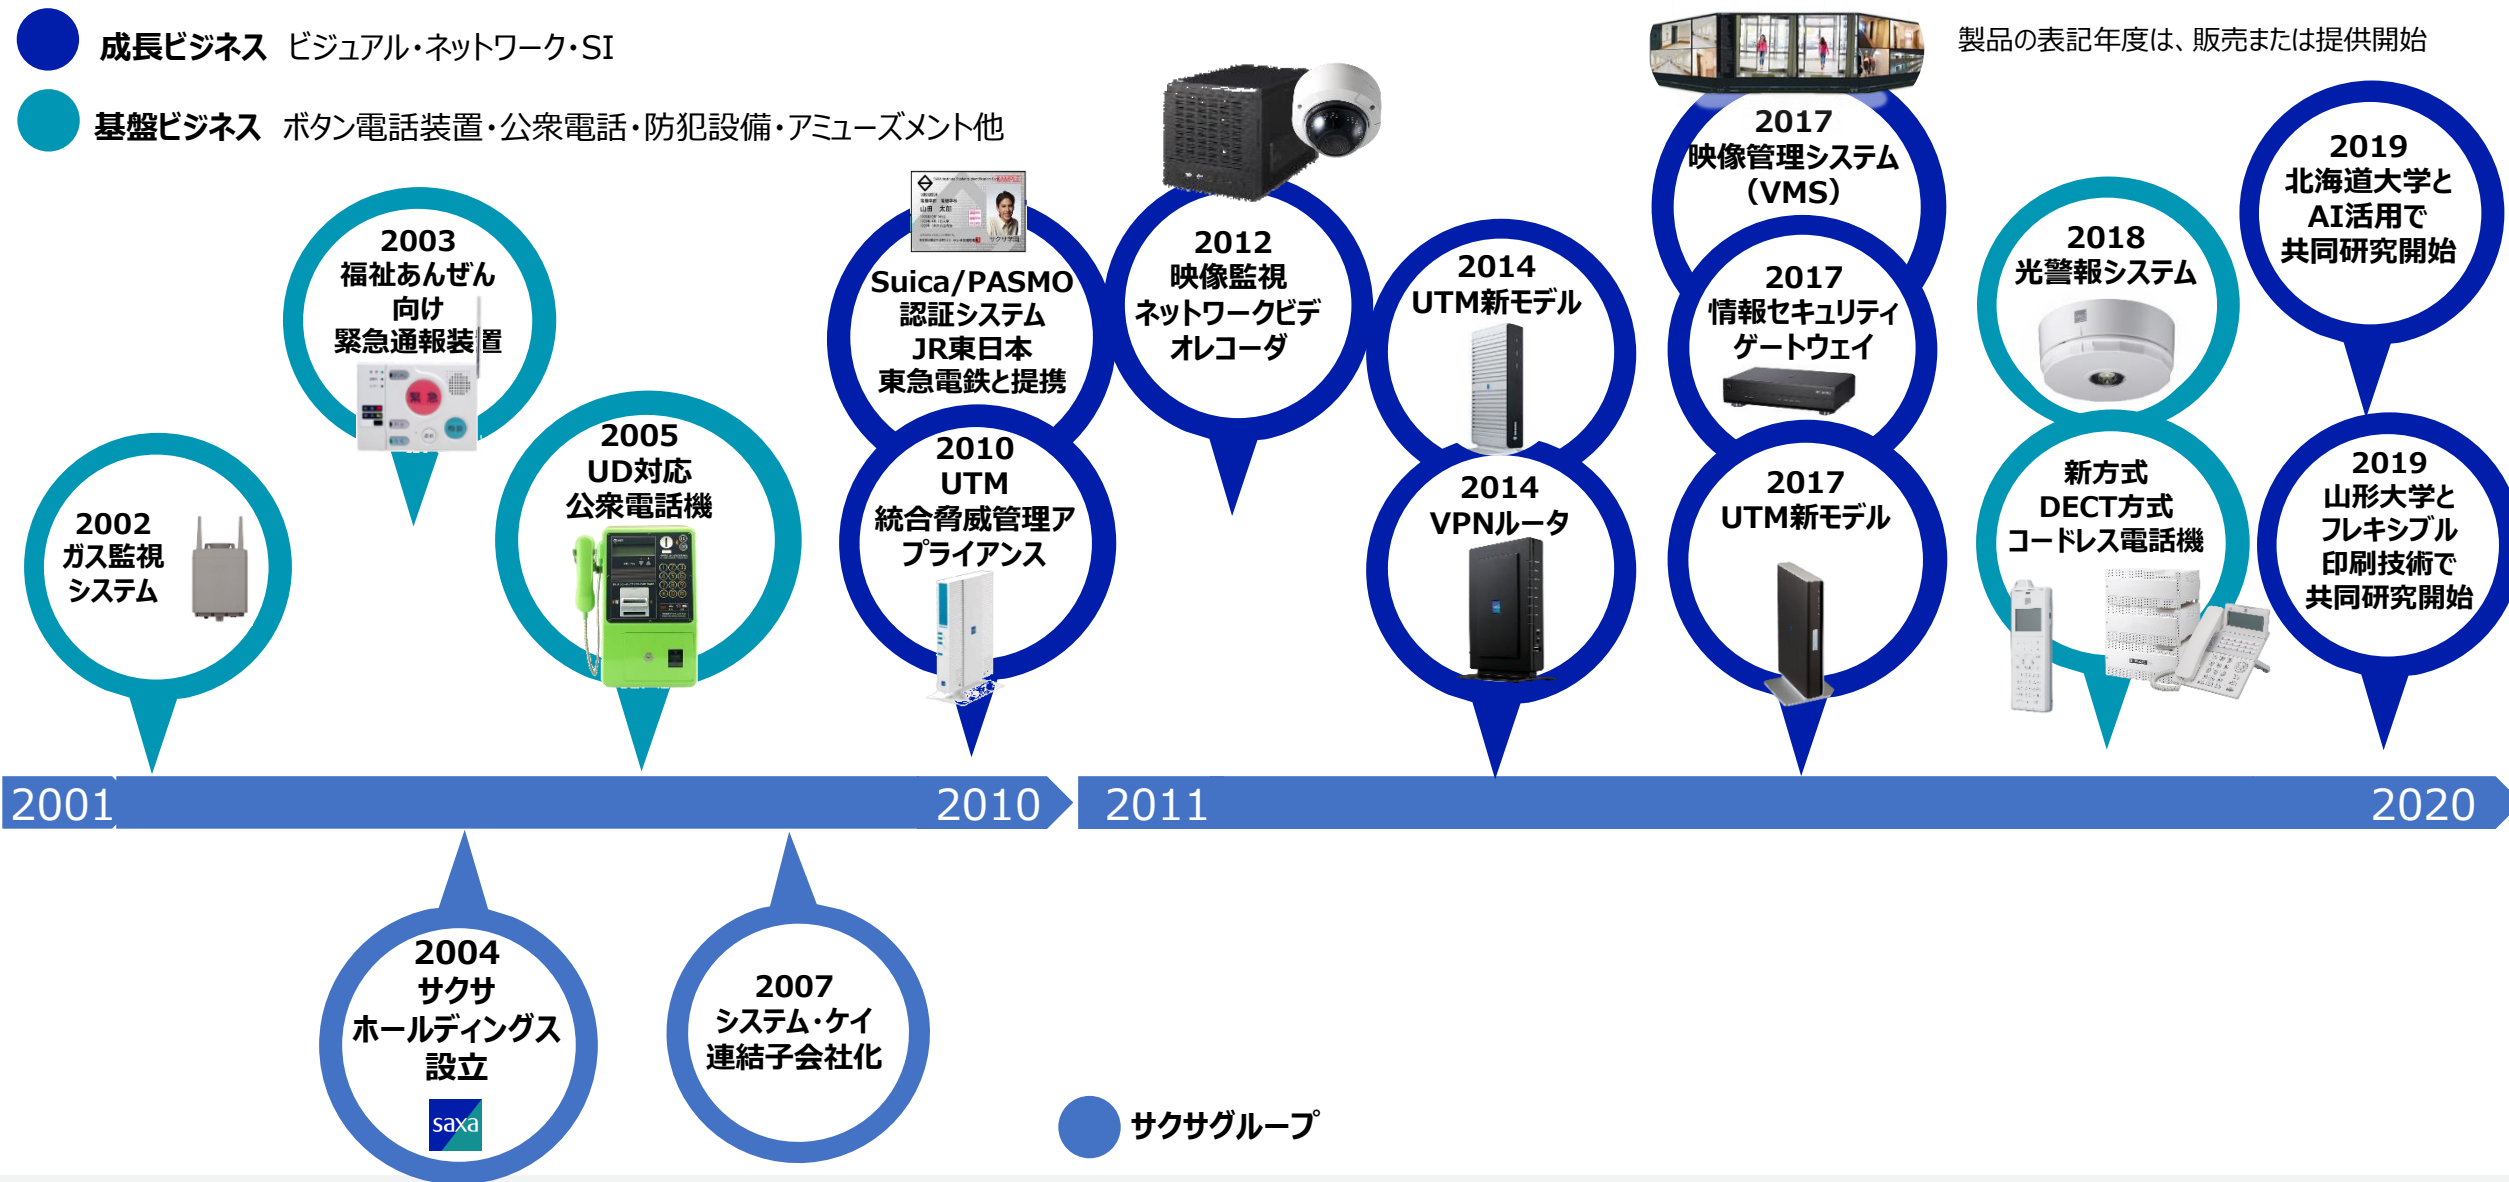 成長ビジネス ビジュアル・ネットワーク・SI
基盤ビジネス ボタン電話装置・公衆電話・防犯設備・アミューズメント他
製品の表記年度は、販売または提供開始
2002
ガス監視
システム
2003
福祉あんぜん
向け
緊急通報装置
緊急
2005
UD対応
公衆電話機
山田 太郎
サクサ学園
Suica/PASMO
認証システム
JR東日本
東急電鉄と提携
2010
UTM
統合脅威管理ア
プライアンス
2012
映像監視
ネットワークビデ
オレコーダ
2014
UTM新モデル
2014
VPNルータ
2017
映像管理システム
（VMS）
2017
情報セキュリティ
ゲートウェイ
2017
UTM新モデル
2018
光警報システム
新方式
DECT方式
コードレス電話機
2019
北海道大学と
AI活用で
共同研究開始
2019
山形大学と
フレキシブル
印刷技術で
共同研究開始
2001
2010
2011
2020
2004
サクサ
ホールディングス
設立
saxa
2007
システム・ケイ
連結子会社化
サクサグループ